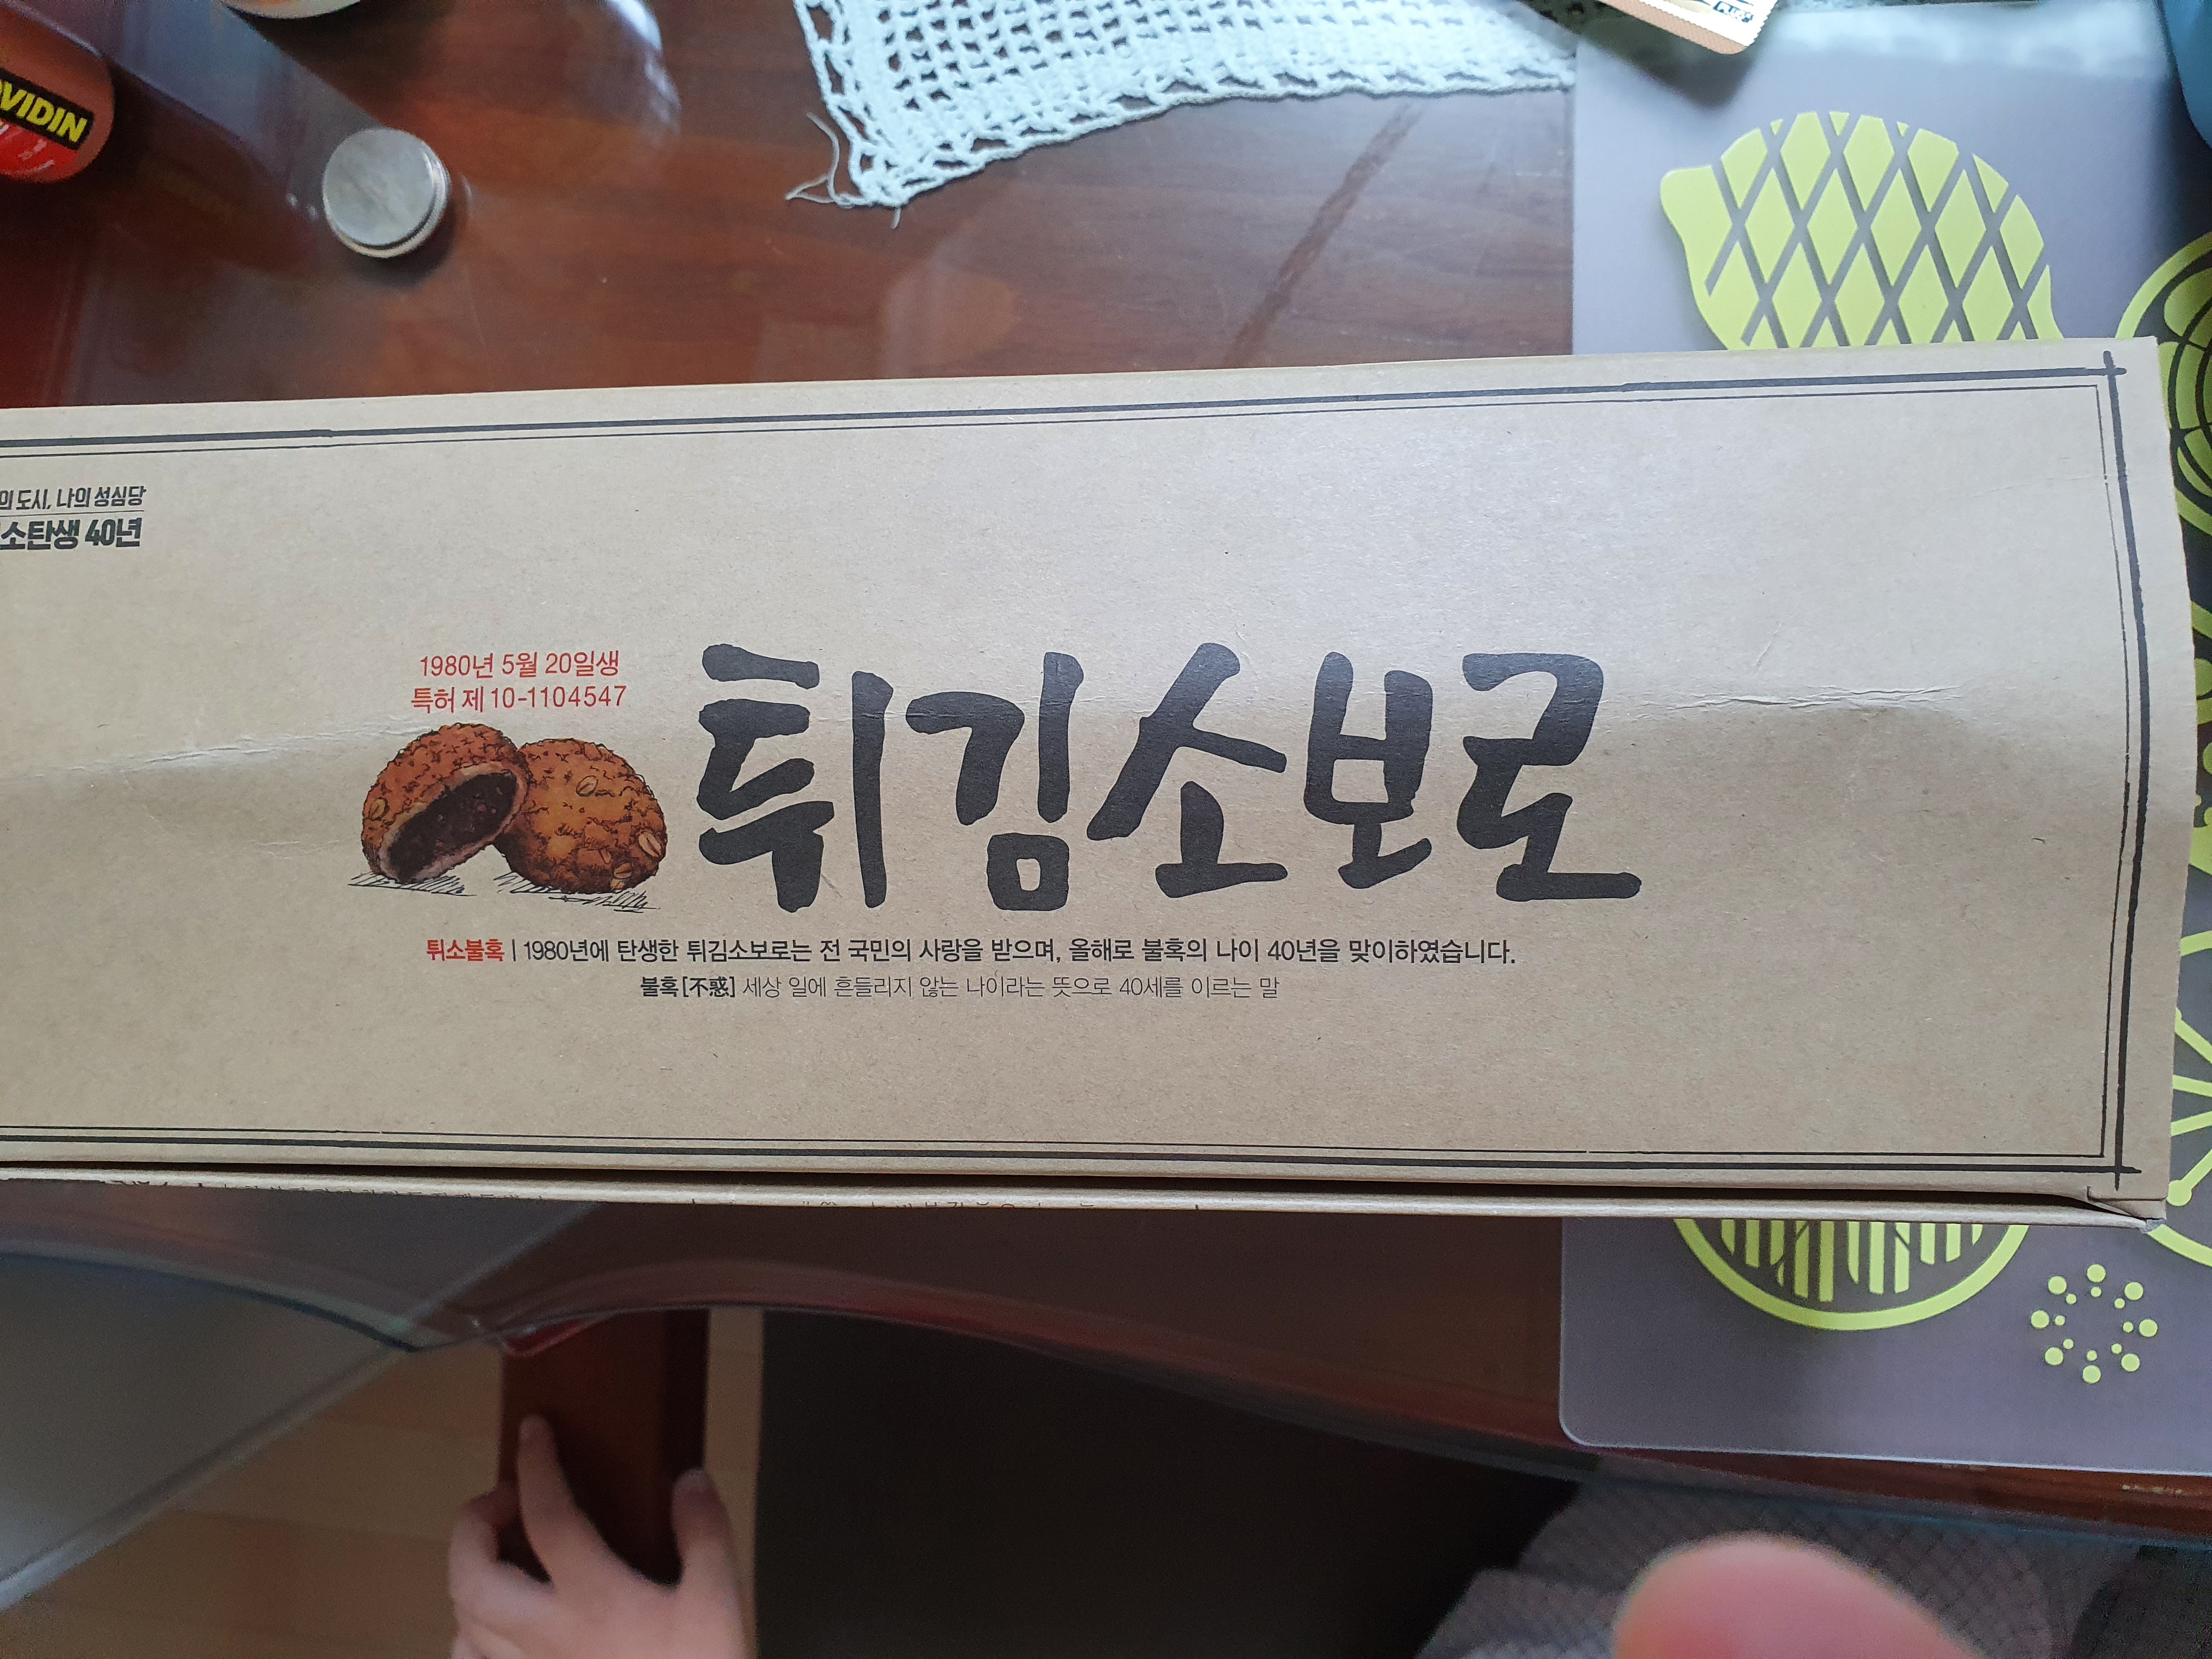 VIDIN
PLUS
의 도시, 나의 성심당
소탄생 40년
1980년 5월 20일생
특허 제 10-1104547
튀김소보로
튀소불혹 | 1980년에 탄생한 튀김소보로는 전 국민의 사랑을 받으며, 올해로 불혹의 나이 40년을 맞이하였습니다.
불혹[不惑] 세상 일에 흔들리지 않는 나이라는 뜻으로 40세를 이르는 말